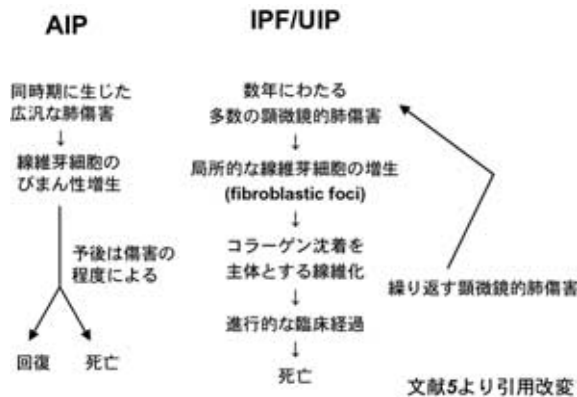 AIP
同時期に生じた
広汎な肺傷害
↓
線維芽細胞の
びまん性増生
予後は傷害の
程度による
回復
死亡
IPF/UIP
数年にわたる
多数の顕微鏡的肺傷害
↓
局所的な線維芽細胞の増生
(fibroblastic foci)
↓
コラーゲン沈着を
主体とする線維化
↓
進行的な臨床経過
↓
死亡
繰り返す顕微鏡的肺傷害
文献5より引用改変